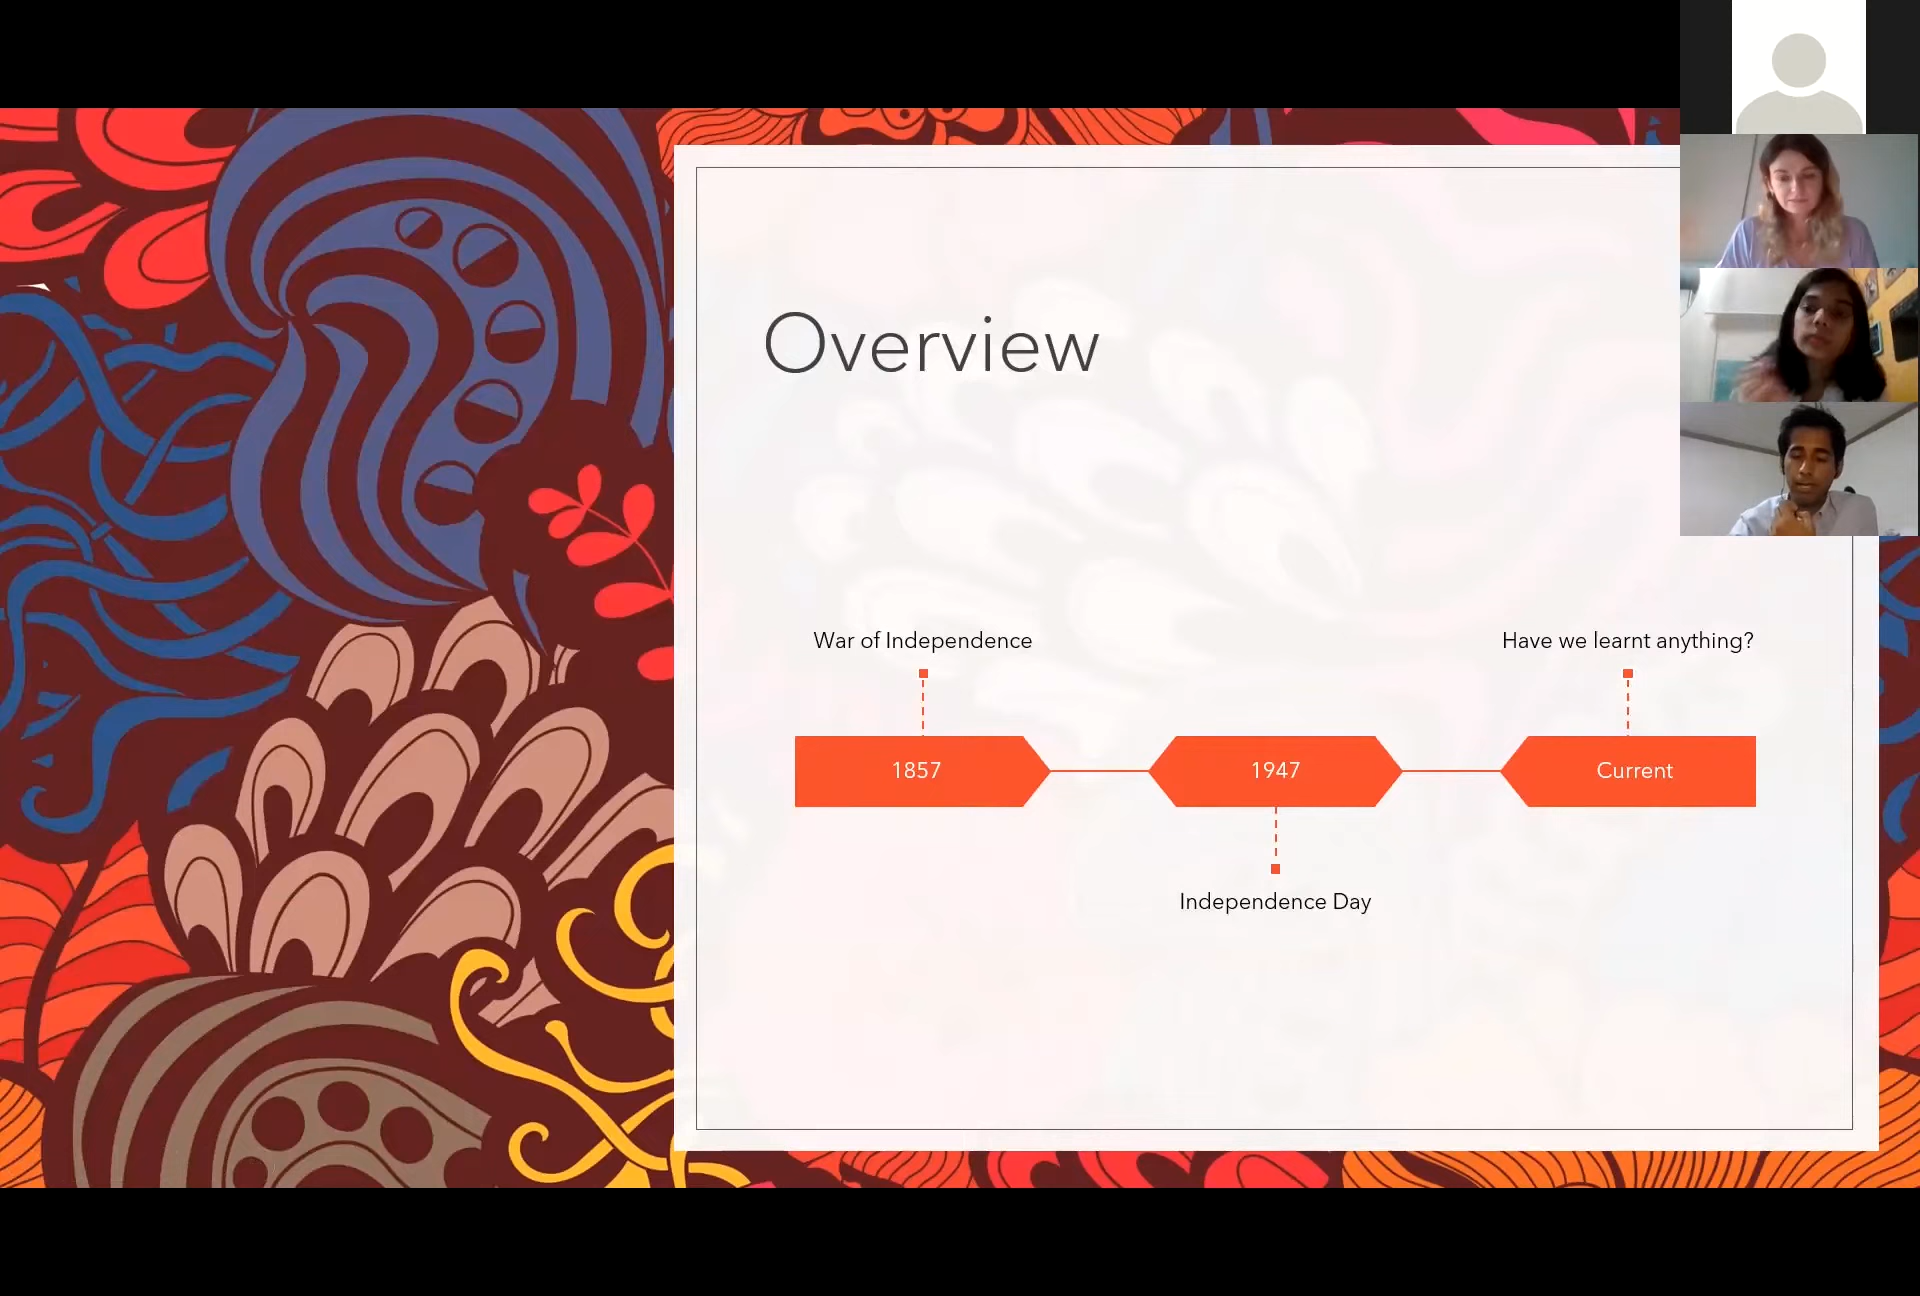 Overview
War of Independence
Have we learnt anything?
1857
1947
Current
Independence Day